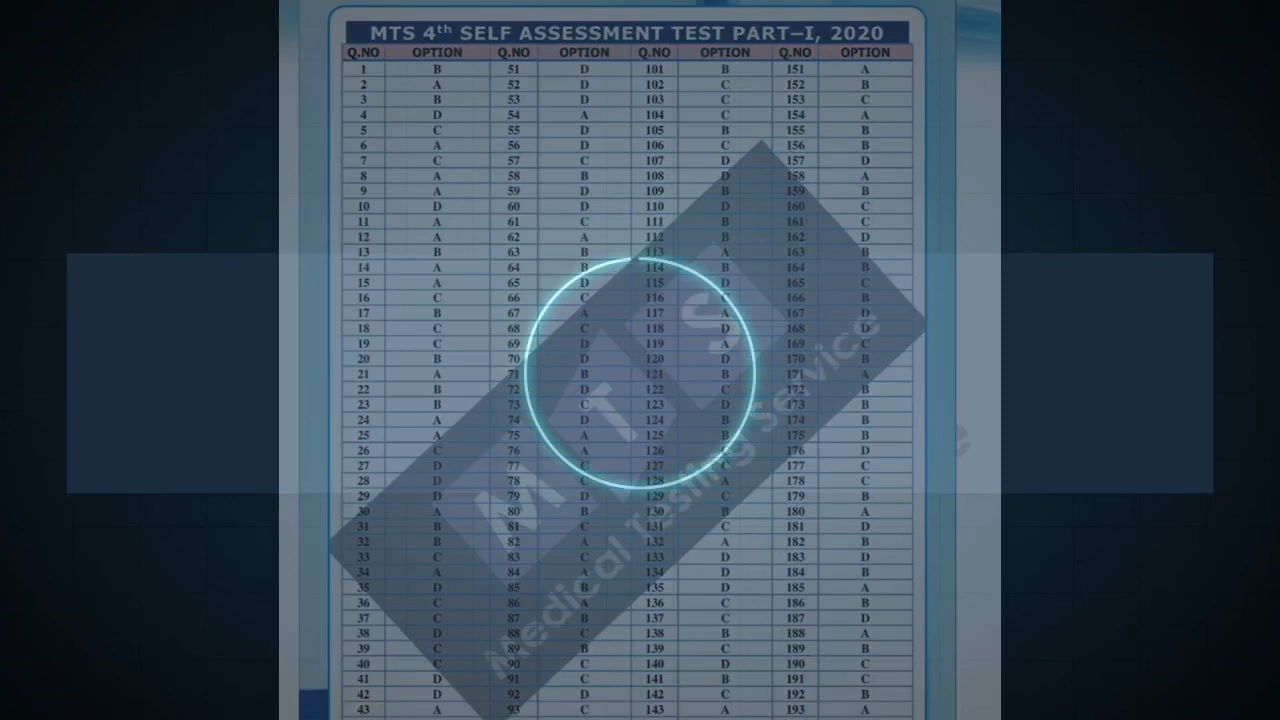 MTS 4th SELF ASSESSMENT TEST PART–I, 2020
Q.NO OPTION Q.NO OPTION Q.NO OPTION Q.NO OPTION
1 B 51 D 101 B 151 A
2 A 52 D 102 C 152 B
3 B 53 D 103 C 153 C
4 D 54 A 104 C 154 A
5 C 55 D 105 B 155 B
6 A 56 D 106 C 156 B
7 C 57 C 107 D 157 D
8 A 58 B 108 D 158 A
9 A 59 D 109 B 159 B
10 D 60 D 110 D 160 C
11 A 61 C 111 B 161 C
12 A 62 A 112 B 162 D
13 B 63 B 113 A 163 B
14 A 64 B 114 B 164 B
15 A 65 D 115 D 165 C
16 C 66 C 116 C 166 B
17 B 67 A 117 A 167 D
18 C 68 C 118 D 168 D
19 C 69 D 119 A 169 C
20 B 70 D 120 D 170 B
21 A 71 B 121 B 171 A
22 B 72 D 122 C 172 B
23 B 73 C 123 D 173 B
24 A 74 D 124 B 174 B
25 A 75 A 125 B 175 B
26 C 76 A 126 C 176 D
27 D 77 C 127 C 177 C
28 D 78 C 128 A 178 C
29 D 79 D 129 C 179 B
30 A 80 B 130 B 180 A
31 B 81 C 131 C 181 D
32 B 82 A 132 A 182 B
33 C 83 C 133 D 183 D
34 A 84 A 134 D 184 B
35 D 85 B 135 D 185 A
36 C 86 A 136 C 186 B
37 C 87 B 137 C 187 D
38 D 88 C 138 B 188 A
39 C 89 B 139 C 189 B
40 C 90 C 140 D 190 C
41 D 91 C 141 B 191 C
42 D 92 D 142 C 192 B
43 A 93 C 143 A 193 A
MTS
Medical Testing Service